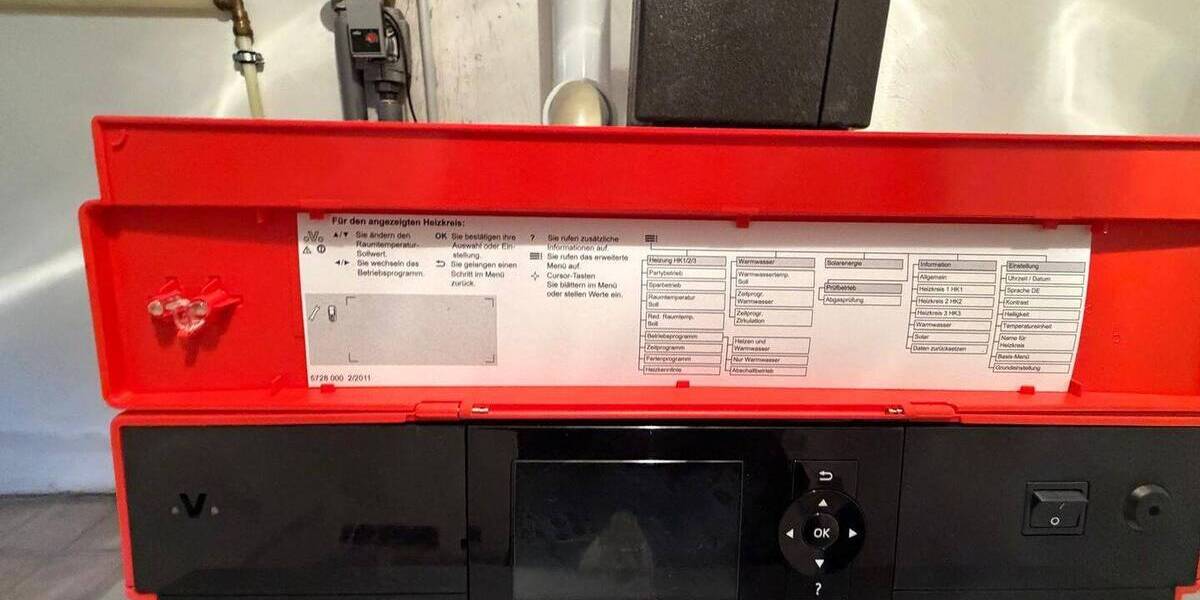 Für den angezeigten Heizkreis:
▲/▼ Sie ändern den
Raumtemperatur-
Sollwert.
◄/► Sie wechseln das
Betriebsprogramm.
OK Sie bestätigen ihre
Auswahl oder Ein-
stellung.
Sie gelangen einen
Schritt im Menü
zurück.
? Sie rufen zusätzliche
Informationen auf.
Sie rufen das erweiterte
Menü auf.
Cursor-Tasten
Sie blättern im Menü
oder stellen Werte ein.
5728 000 2/2011
Heizung HK1/2/3
Partybetrieb
Sparbetrieb
Raumtemperatur
Soll
Red. Raumtemp.
Soll
Betriebsprogramm
Zeitprogramm
Ferienprogramm
Heizkennlinie
Heizen und
Warmwasser
Nur Warmwasser
Abschaltbetrieb
Warmwasser
Warmwassertemp.
Soll
Zeitprogr.
Warmwasser
Zeitprogr.
Zirkulation
Solarenergie
Prüfbetrieb
Abgasprüfung
Information
Allgemein
Heizkreis 1 HK1
Heizkreis 2 HK2
Heizkreis 3 HK3
Warmwasser
Solar
Daten zurücksetzen
Einstellung
Uhrzeit / Datum
Sprache DE
Kontrast
Helligkeit
Temperatureinheit
Name für
Heizkreis
Basis-Menü
Grundeinstellung
V
OK
?